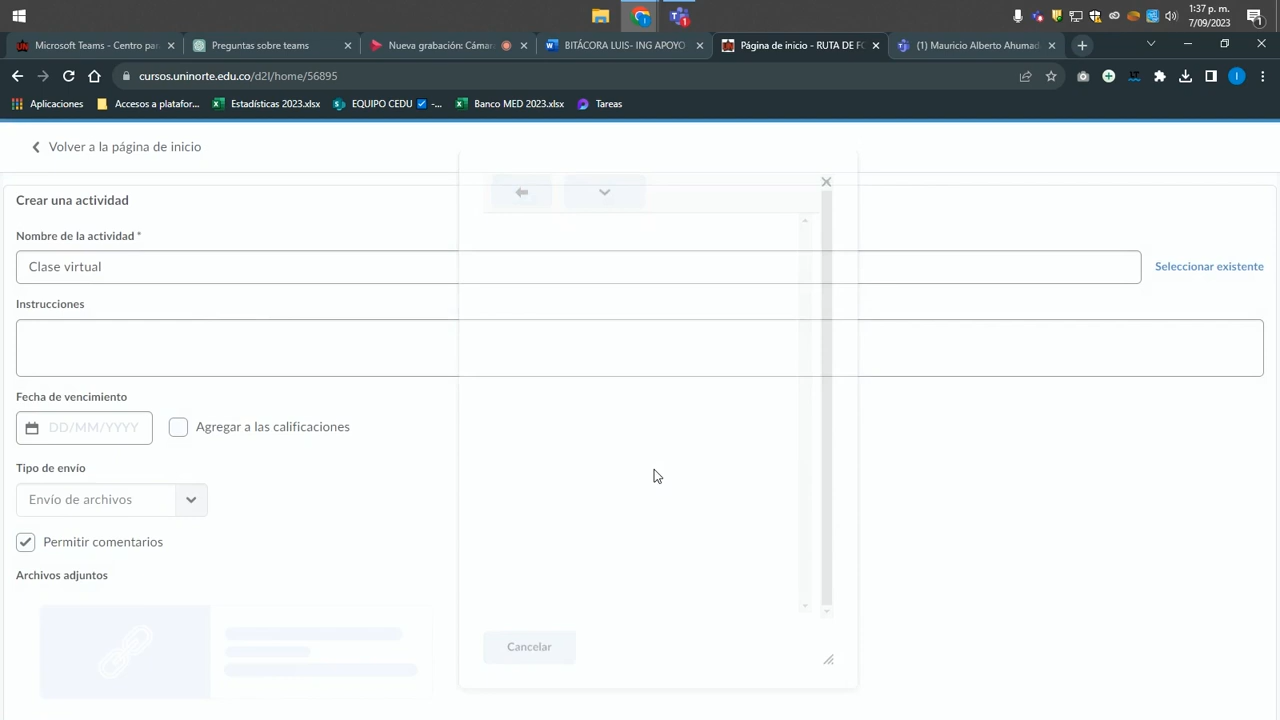 1:37 p. m.
7/09/2023
Microsoft Teams - Centro pa
Preguntas sobre teams
Nueva grabación: Cámar
BITÁCORA LUIS- ING APOYO
Página de inicio - RUTA DE FO
(1) Mauricio Alberto Ahumad
cursos.uninorte.edu.co/d2l/home/56895
Aplicaciones
Accesos a platafor...
Estadísticas 2023.xlsx
EQUIPO CEDU ☑ -...
Banco MED 2023.xlsx
Tareas
Volver a la página de inicio
Crear una actividad
Nombre de la actividad *
Clase virtual
Seleccionar existente
Instrucciones
Fecha de vencimiento
DD/MM/YYYY
Agregar a las calificaciones
Tipo de envío
Envío de archivos
Permitir comentarios
Archivos adjuntos
Cancelar